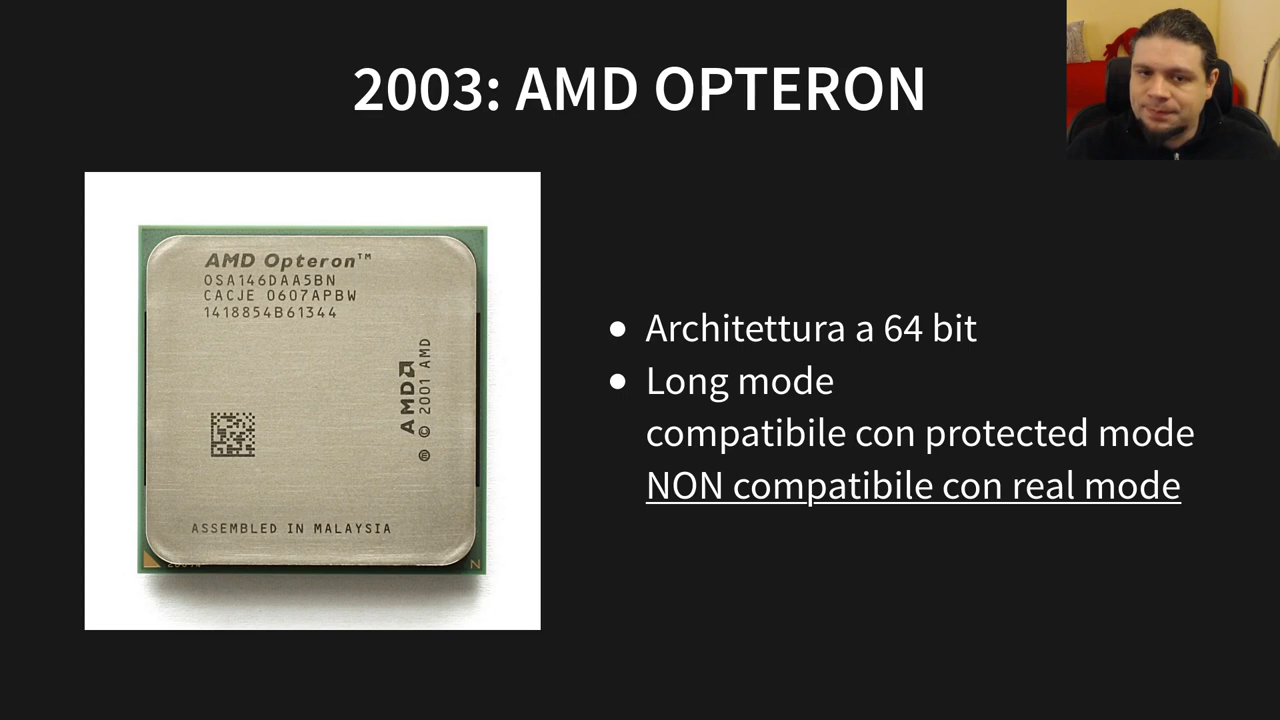 2003: AMD OPTERON
AMD Opteron™
OSA146DAA5BN
CACJE 0607APBW
1418854B61344
AMD
ⓜ © 2001 AMD
ASSEMBLED IN MALAYSIA
N
● Architettura a 64 bit
● Long mode
compatibile con protected mode
NON compatibile con real mode